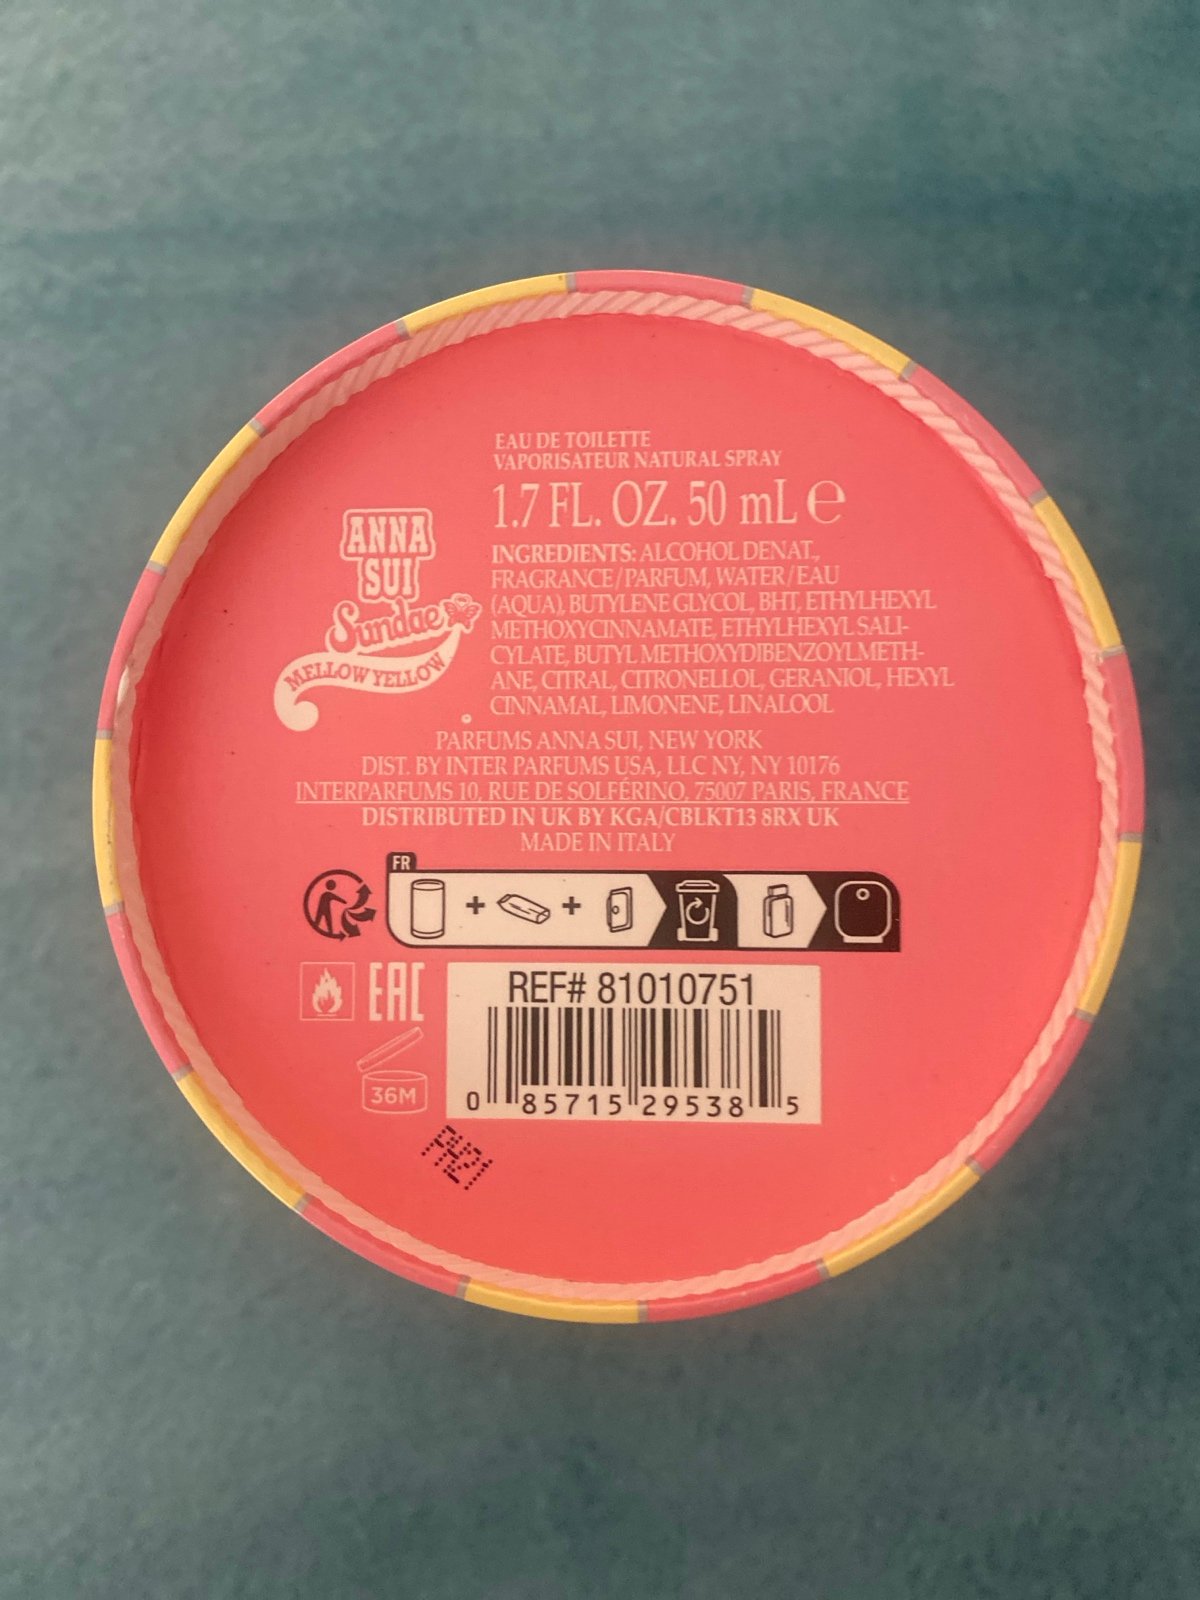 EAU DE TOILETTE
VAPORISATEUR NATURAL SPRAY
1.7 FL. OZ. 50 mL ℮
ANNA
SUI
Sundae
MELLOW YELLOW
INGREDIENTS: ALCOHOL DENAT.,
FRAGRANCE/PARFUM, WATER/EAU
(AQUA), BUTYLENE GLYCOL, BHT, ETHYLHEXYL
METHOXYCINNAMATE, ETHYLHEXYL SALI-
CYLATE, BUTYL METHOXYDIBENZOYLMETH-
ANE, CITRAL, CITRONELLOL, GERANIOL, HEXYL
CINNAMAL, LIMONENE, LINALOOL
PARFUMS ANNA SUI, NEW YORK
DIST. BY INTER PARFUMS USA, LLC NY, NY 10176
INTERPARFUMS 10, RUE DE SOLFÉRINO, 75007 PARIS, FRANCE
DISTRIBUTED IN UK BY KGA/CBLKT13 8RX UK
MADE IN ITALY
FR
+ +
EAC
REF# 81010751
36M
0 85715 29538 5